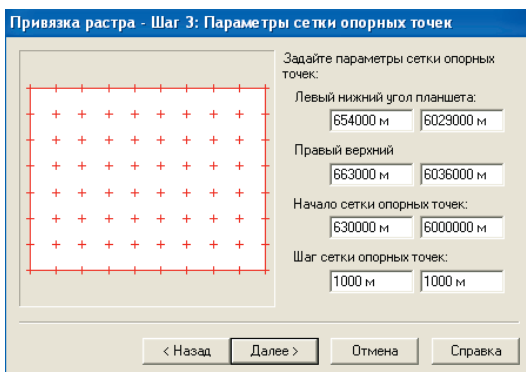 Привязка растра - Шаг 3: Параметры сетки опорных точек
Задайте параметры сетки опорных
точек:
Левый нижний угол планшета:
654000 м 6029000 м
Правый верхний
663000 м 6036000 м
Начало сетки опорных точек:
630000 м 6000000 м
Шаг сетки опорных точек:
1000 м 1000 м
< Назад Далее > Отмена Справка